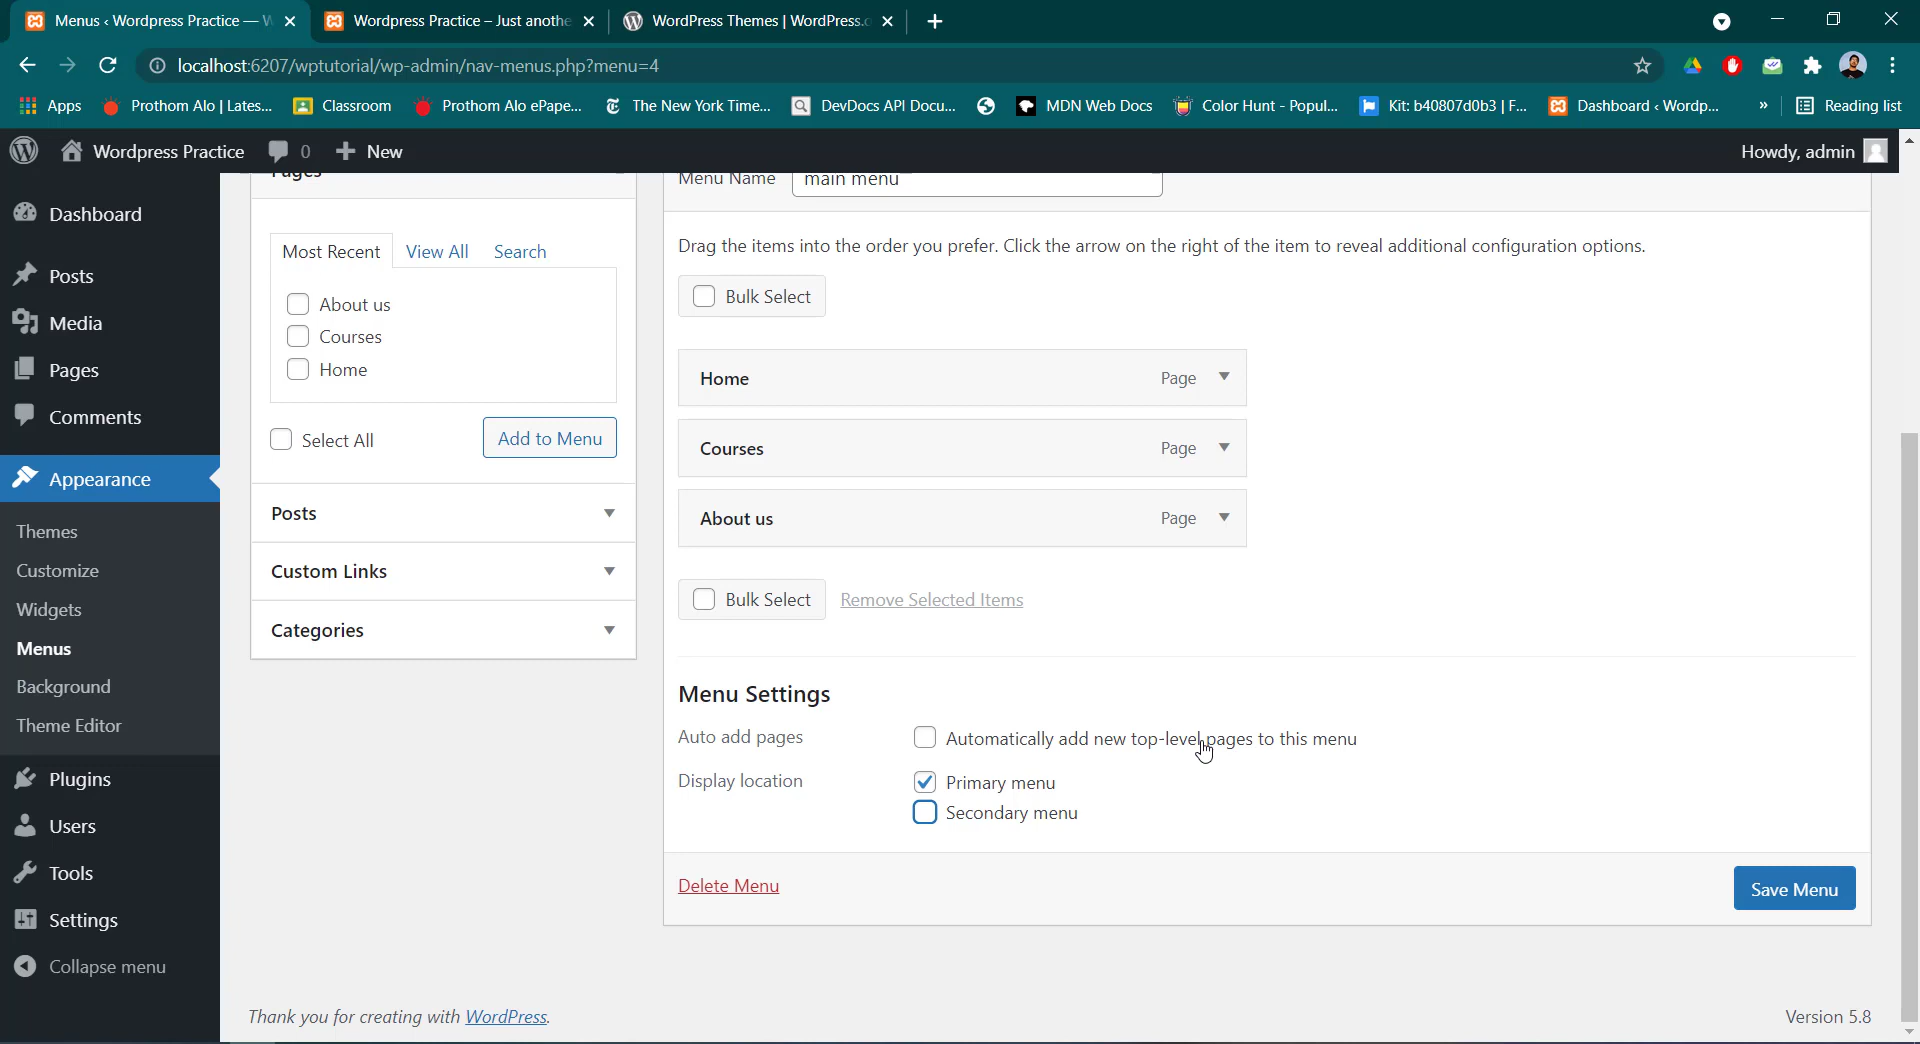 Menus ‹ Wordpress Practice — W
Wordpress Practice – Just anothe
WordPress Themes | WordPress.o
localhost:6207/wptutorial/wp-admin/nav-menus.php?menu=4
Apps
Prothom Alo | Lates...
Classroom
Prothom Alo ePape...
The New York Time...
DevDocs API Docu...
MDN Web Docs
Color Hunt - Popul...
Kit: b40807d0b3 | F...
Dashboard ‹ Wordp...
»
Reading list
Wordpress Practice
0
New
Howdy, admin
Dashboard
Posts
Media
Pages
Comments
Appearance
Themes
Customize
Widgets
Menus
Background
Theme Editor
Plugins
Users
Tools
Settings
Collapse menu
Pages
Most Recent
View All
Search
About us
Courses
Home
Select All
Add to Menu
Posts
Custom Links
Categories
Menu Name
main menu
Drag the items into the order you prefer. Click the arrow on the right of the item to reveal additional configuration options.
Bulk Select
Home Page
Courses Page
About us Page
Bulk Select
Remove Selected Items
Menu Settings
Auto add pages
Automatically add new top-level pages to this menu
Display location
Primary menu
Secondary menu
Delete Menu
Save Menu
Thank you for creating with WordPress.
Version 5.8